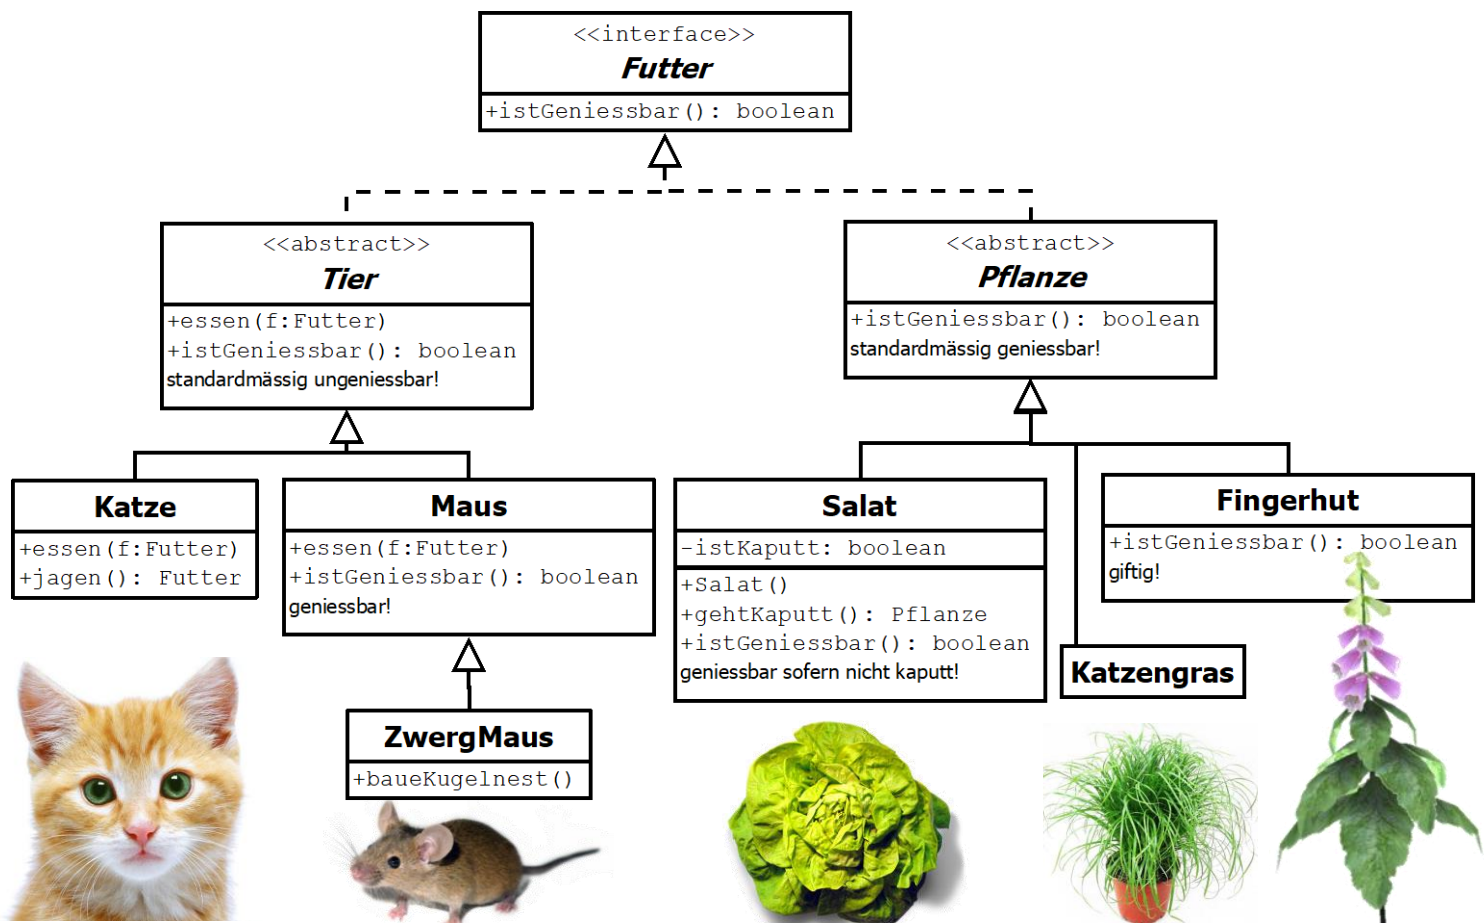 <<interface>>
Futter
+istGeniessbar(): boolean
<<abstract>>
Tier
+essen(f:Futter)
+istGeniessbar(): boolean
standardmässig ungeniessbar!
<<abstract>>
Pflanze
+istGeniessbar(): boolean
standardmässig geniessbar!
Katze
+essen(f:Futter)
+jagen(): Futter
Maus
+essen(f:Futter)
+istGeniessbar(): boolean
geniessbar!
Salat
-istKaputt: boolean
+Salat()
+gehtKaputt(): Pflanze
+istGeniessbar(): boolean
geniessbar sofern nicht kaputt!
Fingerhut
+istGeniessbar(): boolean
giftig!
Katzengras
ZwergMaus
+baueKugelnest()